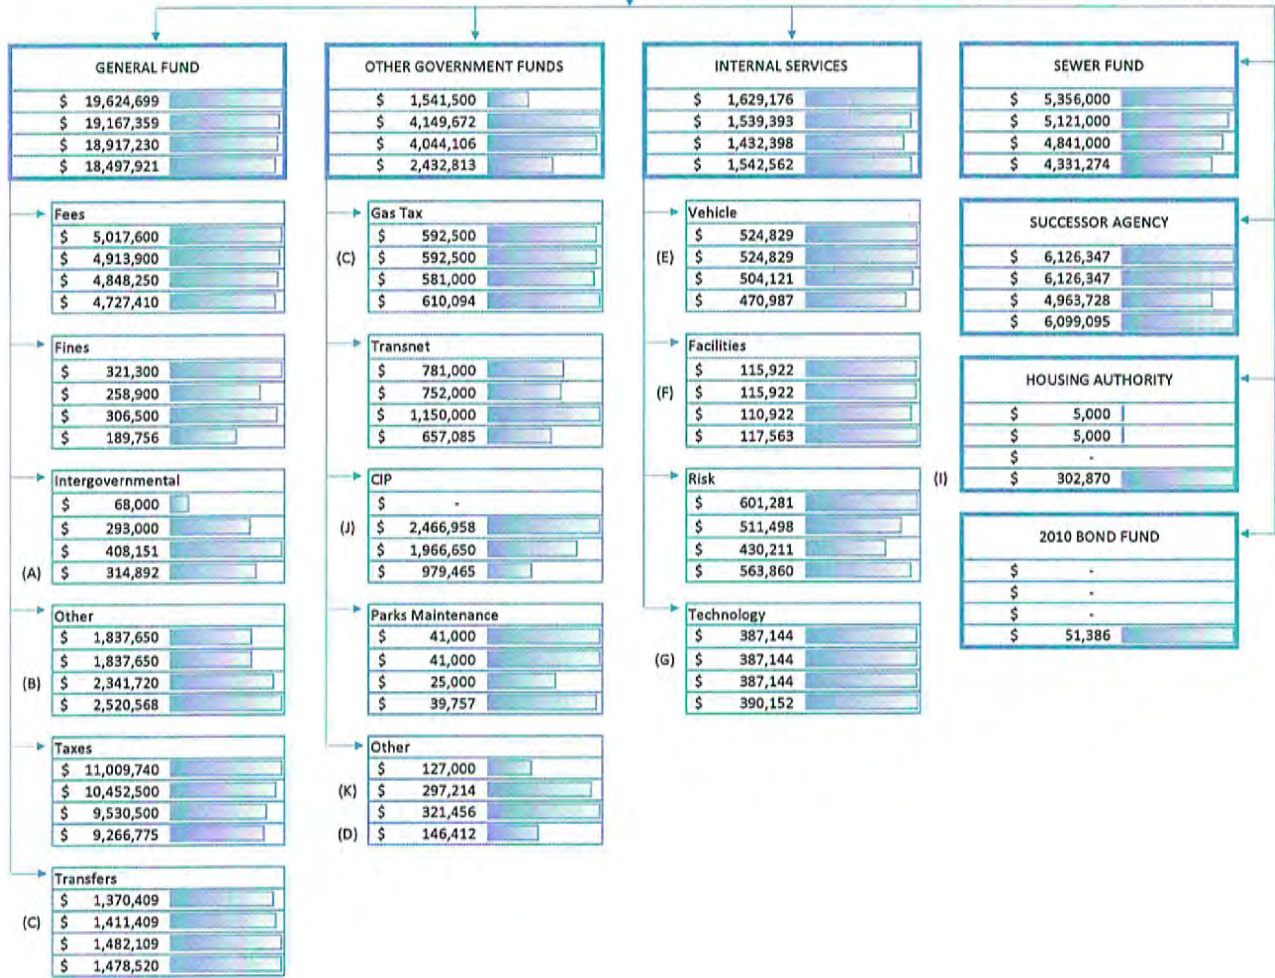 GENERAL FUND
$ 19,624,699
$ 19,167,359
$ 18,917,230
$ 18,497,921
Fees
$ 5,017,600
$ 4,913,900
$ 4,848,250
$ 4,727,410
Fines
$ 321,300
$ 258,900
$ 306,500
$ 189,756
Intergovernmental
$ 68,000
$ 293,000
$ 408,151
(A) $ 314,892
Other
$ 1,837,650
$ 1,837,650
(B) $ 2,341,720
$ 2,520,568
Taxes
$ 11,009,740
$ 10,452,500
$ 9,530,500
$ 9,266,775
Transfers
$ 1,370,409
(C) $ 1,411,409
$ 1,482,109
$ 1,478,520
OTHER GOVERNMENT FUNDS
$ 1,541,500
$ 4,149,672
$ 4,044,106
$ 2,432,813
Gas Tax
$ 592,500
(C) $ 592,500
$ 581,000
$ 610,094
Transnet
$ 781,000
$ 752,000
$ 1,150,000
$ 657,085
CIP
$ -
(J) $ 2,466,958
$ 1,966,650
$ 979,465
Parks Maintenance
$ 41,000
$ 41,000
$ 25,000
$ 39,757
Other
$ 127,000
(K) $ 297,214
$ 321,456
(D) $ 146,412
INTERNAL SERVICES
$ 1,629,176
$ 1,539,393
$ 1,432,398
$ 1,542,562
Vehicle
$ 524,829
(E) $ 524,829
$ 504,121
$ 470,987
Facilities
$ 115,922
(F) $ 115,922
$ 110,922
$ 117,563
Risk
$ 601,281
$ 511,498
$ 430,211
$ 563,860
Technology
$ 387,144
(G) $ 387,144
$ 387,144
$ 390,152
SEWER FUND
$ 5,356,000
$ 5,121,000
$ 4,841,000
$ 4,331,274
SUCCESSOR AGENCY
$ 6,126,347
$ 6,126,347
$ 4,963,728
$ 6,099,095
HOUSING AUTHORITY
$ 5,000
$ 5,000
$ -
(I) $ 302,870
2010 BOND FUND
$ -
$ -
$ -
$ 51,386